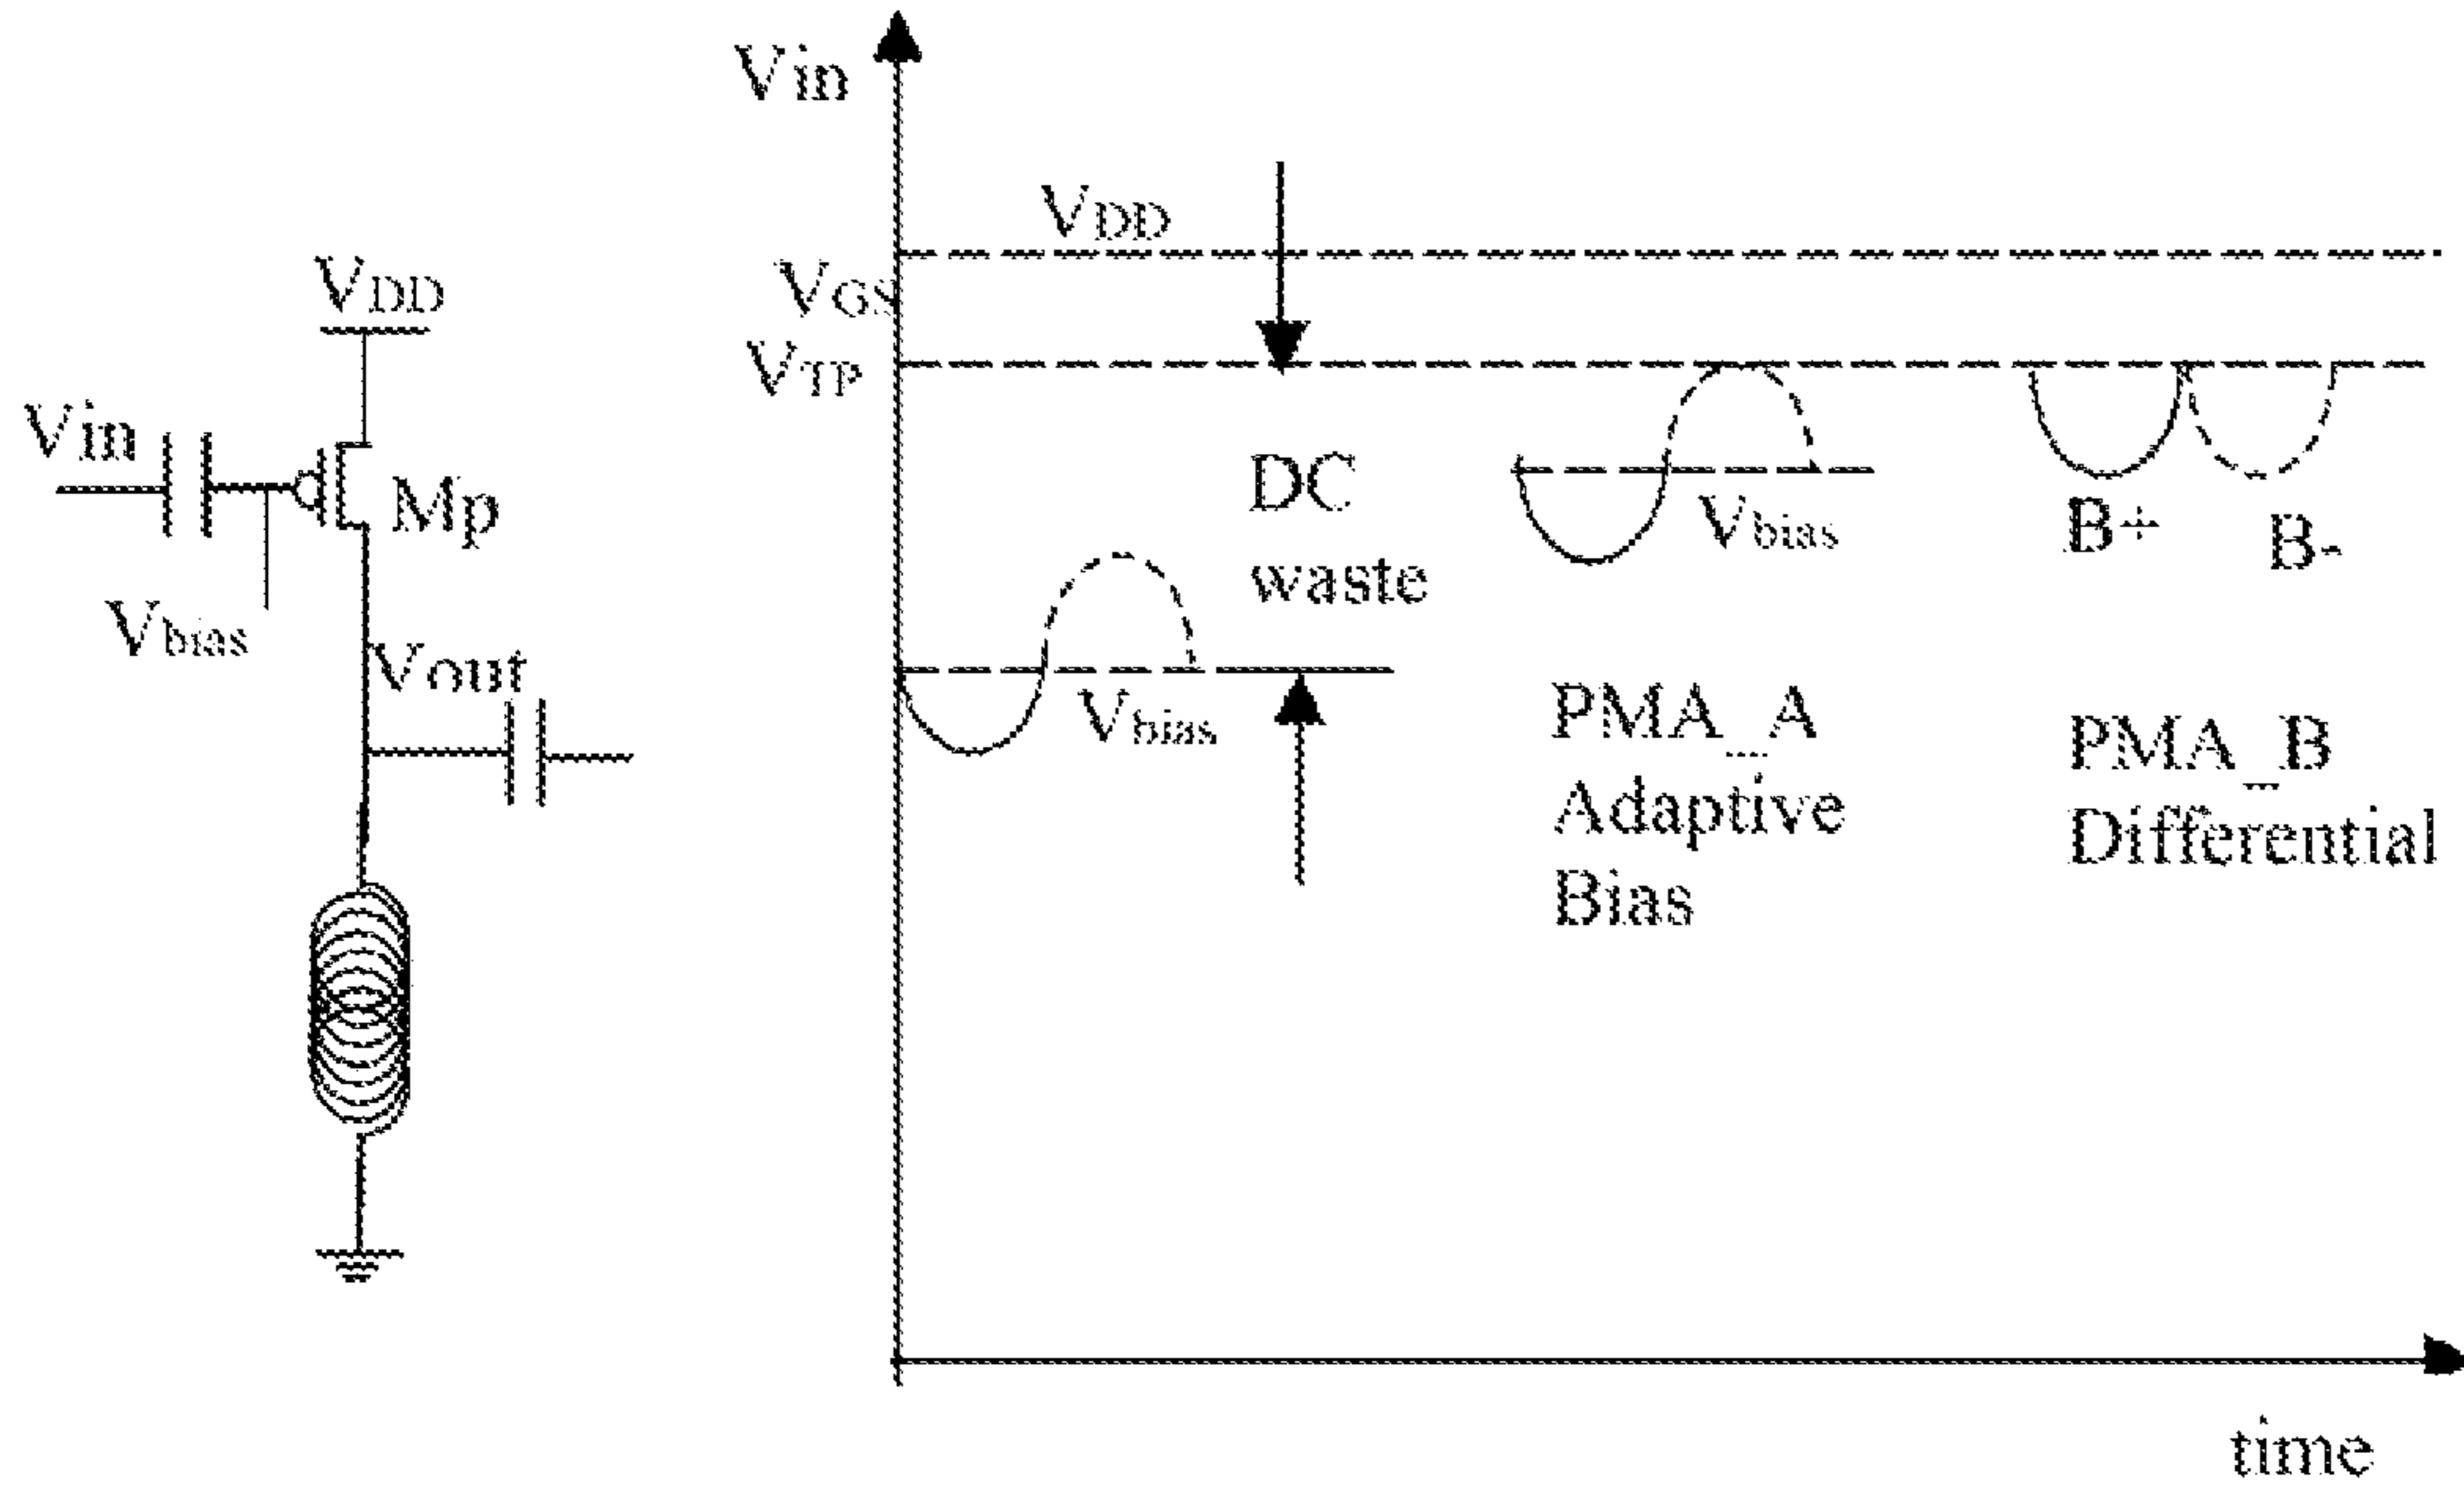 VDD
Vin
Mp
Vbias
Vout
Vin
VDD
VGS
VTP
DC
waste
Vbias
Vbias
B+
B-
PMA_A
Adaptive
Bias
PMA_B
Differential
time